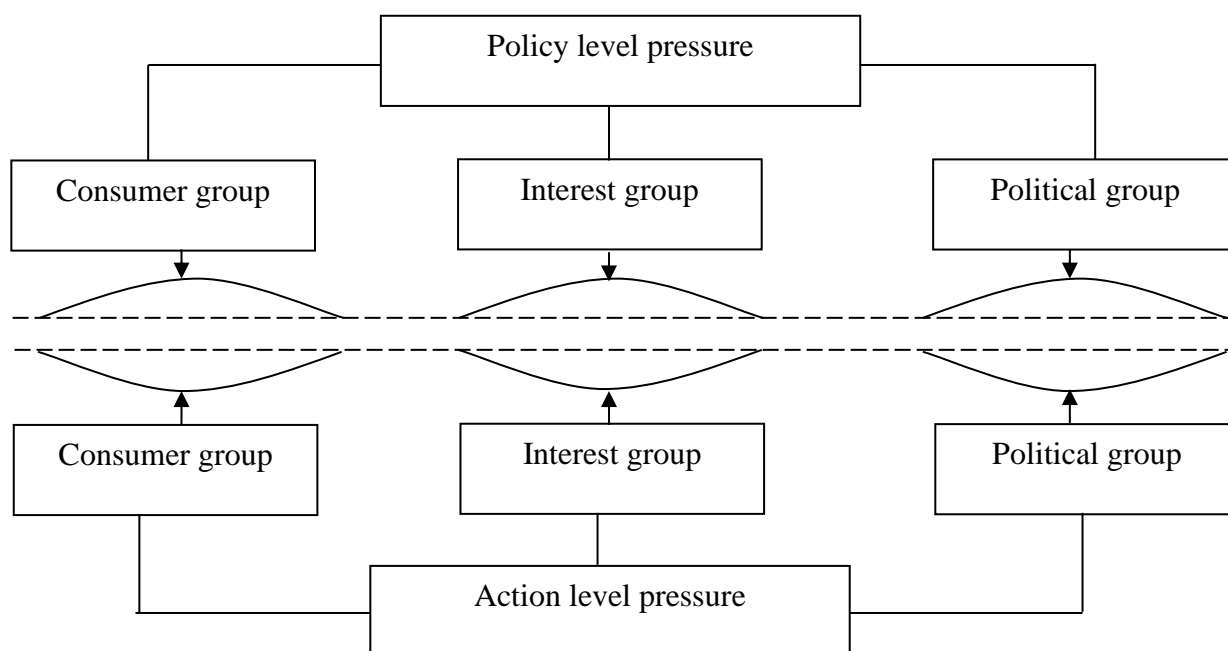 Policy level pressure
Consumer group
Interest group
Political group
Consumer group
Interest group
Political group
Action level pressure